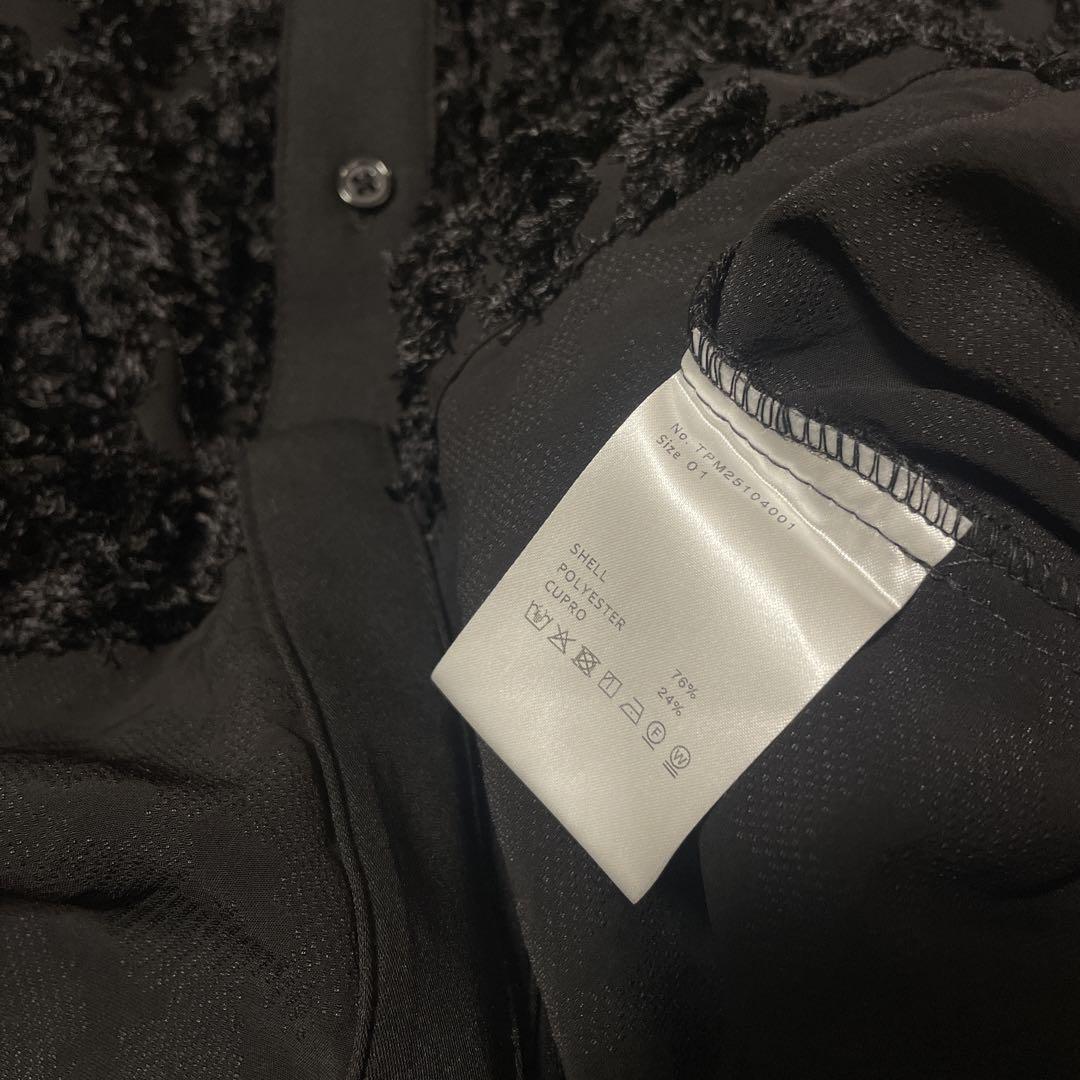 No. TPM25104001
Size 01
SHELL
POLYESTER 76%
CUPRO 24%
F W